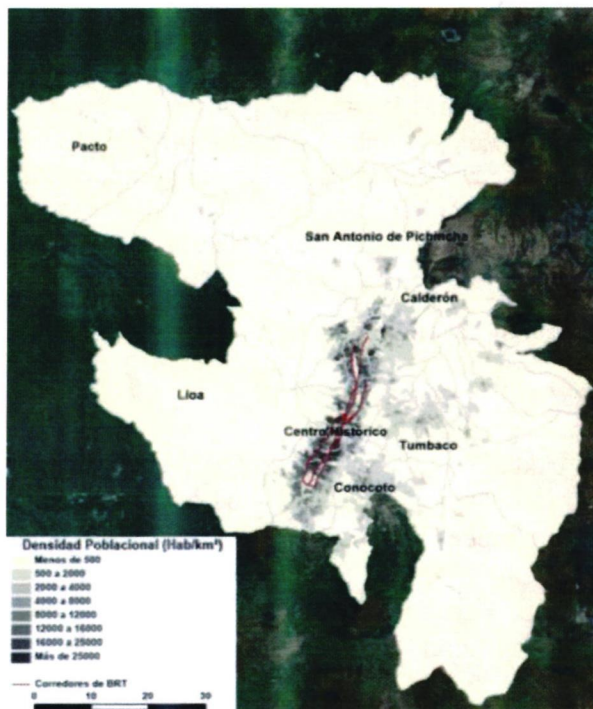 Pacto
San Antonio de Pichincha
Calderón
Lloa
Centro Histórico
Tumbaco
Conocoto
Densidad Poblacional (Hab/km²)
Menos de 500
500 a 2000
2000 a 4000
4000 a 8000
8000 a 12000
12000 a 16000
16000 a 25000
Más de 25000
Corredores de BRT
0 10 20 30